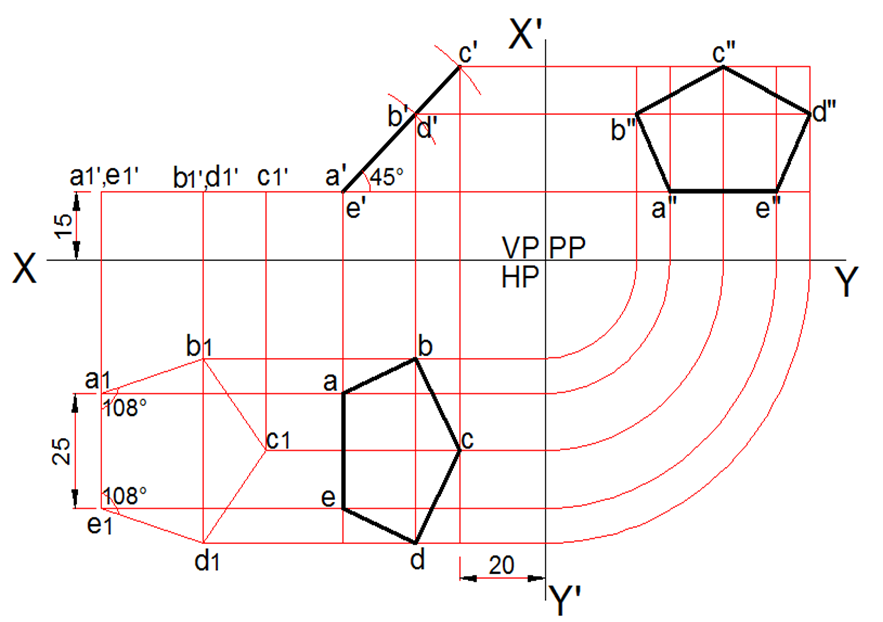 X'
c'
c"
b'
d'
b"
d"
a1',e1'
b1',d1'
c1'
a'
45°
e'
a"
e"
15
VP
PP
X
HP
Y
b1
b
a1
a
108°
25
c1
c
108°
e
e1
d1
d
20
Y'